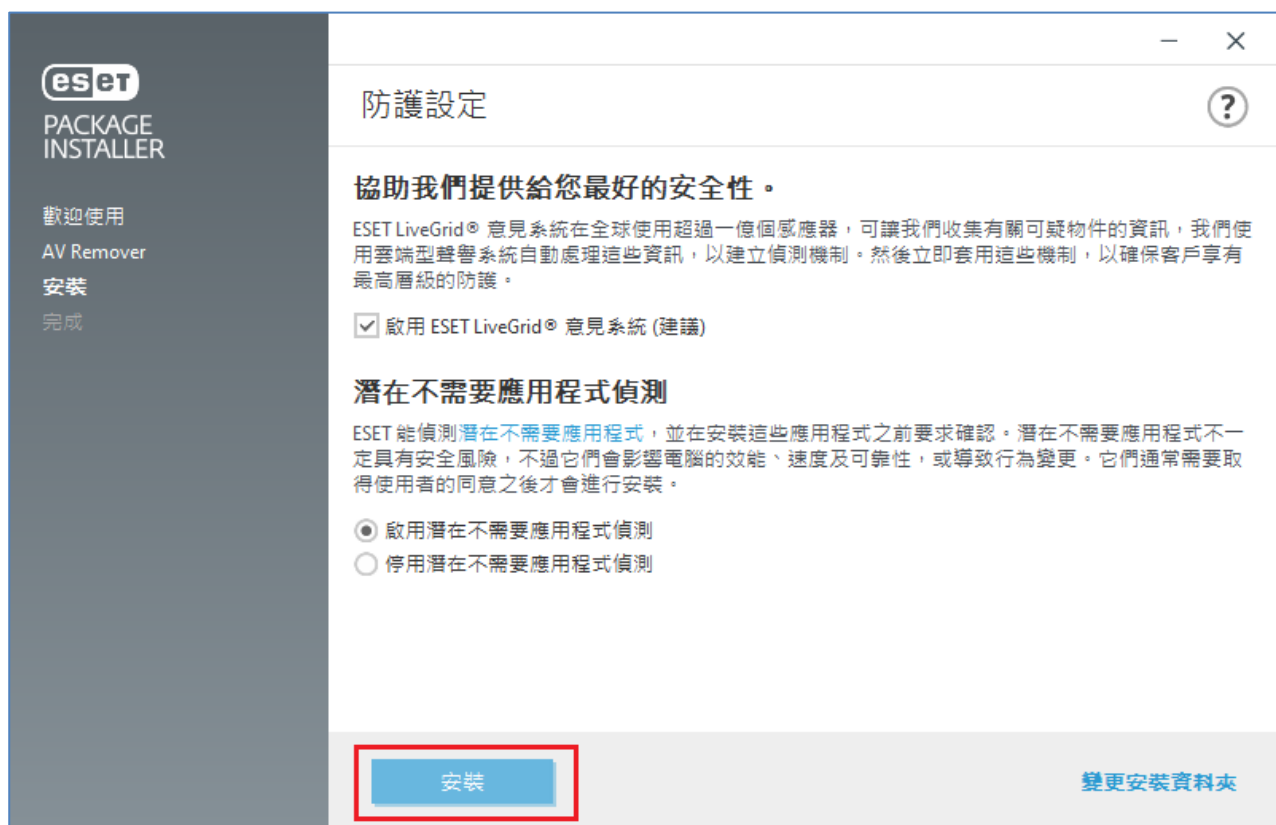 eset
PACKAGE
INSTALLER
歡迎使用
AV Remover
安裝
完成
防護設定
?
協助我們提供給您最好的安全性。
ESET LiveGrid® 意見系統在全球使用超過一億個感應器，可讓我們收集有關可疑物件的資訊，我們使
用雲端型聲譽系統自動處理這些資訊，以建立偵測機制。然後立即套用這些機制，以確保客戶享有
最高層級的防護。
啟用 ESET LiveGrid® 意見系統 (建議)
潛在不需要應用程式偵測
ESET 能偵測潛在不需要應用程式，並在安裝這些應用程式之前要求確認。潛在不需要應用程式不一
定具有安全風險，不過它們會影響電腦的效能、速度及可靠性，或導致行為變更。它們通常需要取
得使用者的同意之後才會進行安裝。
啟用潛在不需要應用程式偵測
停用潛在不需要應用程式偵測
安裝
變更安裝資料夾